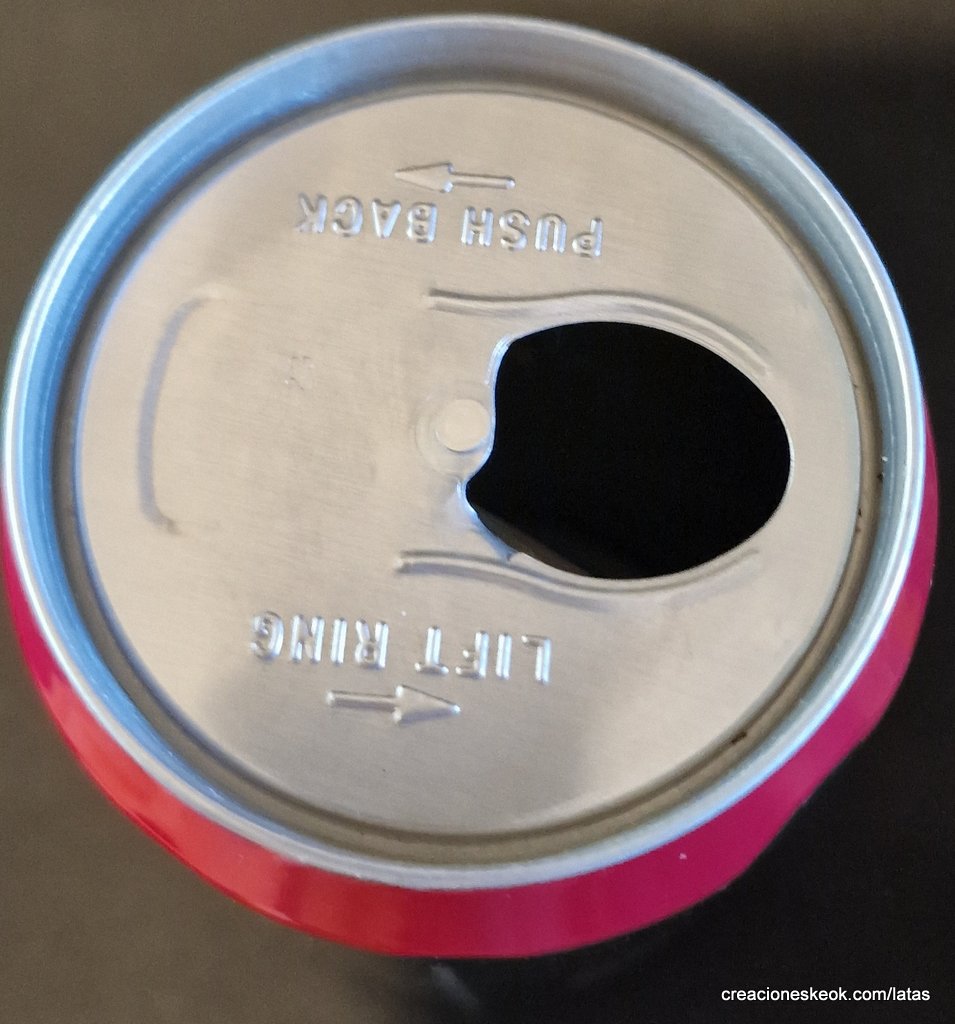 PUSH BACK
LIFT RING
creacioneskeok.com/latas